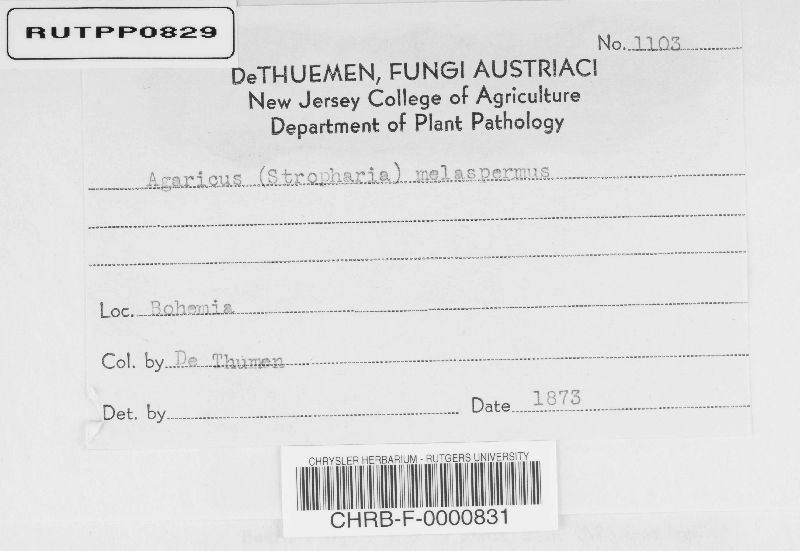 RUTPP0829
No. 1103
DeTHUEMEN, FUNGI AUSTRIACI
New Jersey College of Agriculture
Department of Plant Pathology
Agaricus (Stropharia) melaspermus
Loc. Bohemia
Col. by De Thumen
Det. by
Date 1873
CHRYSLER HERBARIUM - RUTGERS UNIVERSITY
CHRB-F-0000831